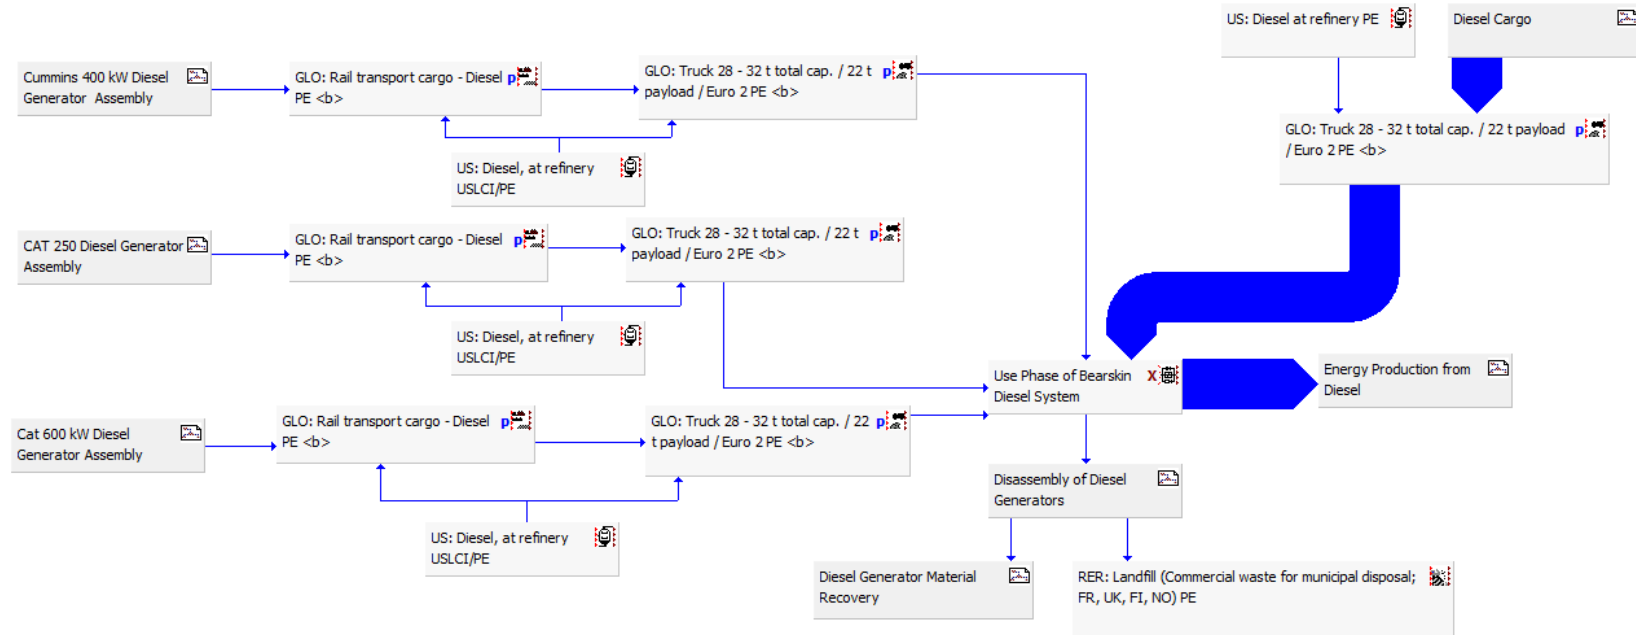 US: Diesel at refinery PE
Diesel Cargo
Cummins 400 kW Diesel
Generator  Assembly
GLO: Rail transport cargo - Diesel
PE <b>
p
GLO: Truck 28 - 32 t total cap. / 22 t
payload / Euro 2 PE <b>
p
US: Diesel, at refinery
USLCI/PE
GLO: Truck 28 - 32 t total cap. / 22 t payload
/ Euro 2 PE <b>
p
CAT 250 Diesel Generator
Assembly
GLO: Rail transport cargo - Diesel
PE <b>
p
GLO: Truck 28 - 32 t total cap. / 22 t
payload / Euro 2 PE <b>
p
US: Diesel, at refinery
USLCI/PE
Use Phase of Bearskin
Diesel System
X
Energy Production from
Diesel
Cat 600 kW Diesel
Generator Assembly
GLO: Rail transport cargo - Diesel
PE <b>
p
GLO: Truck 28 - 32 t total cap. / 22
t payload / Euro 2 PE <b>
p
US: Diesel, at refinery
USLCI/PE
Disassembly of Diesel
Generators
Diesel Generator Material
Recovery
RER: Landfill (Commercial waste for municipal disposal;
FR, UK, FI, NO) PE